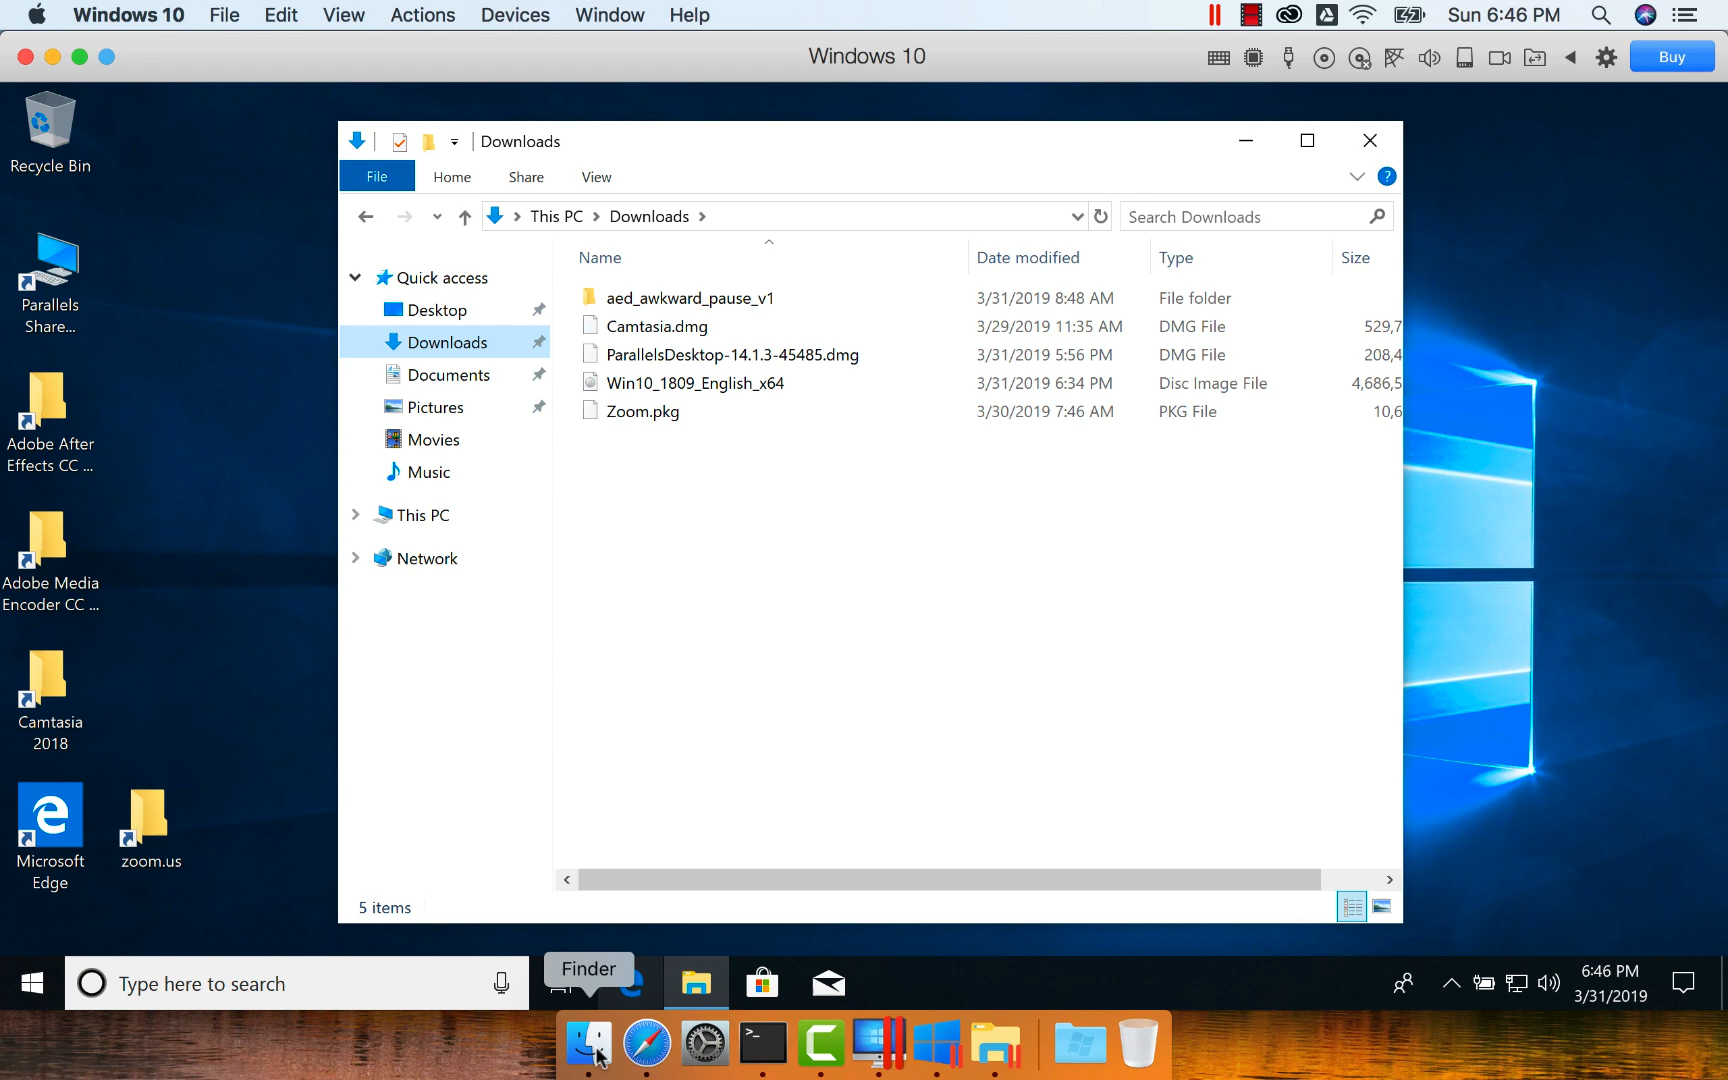 Windows 10 File Edit View Actions Devices Window Help Sun 6:46 PM
Windows 10
Buy
Recycle Bin
Parallels
Share...
Adobe After
Effects CC ...
Adobe Media
Encoder CC ...
Camtasia
2018
Microsoft
Edge
zoom.us
Downloads
File Home Share View
?
This PC Downloads
Search Downloads
Name Date modified Type Size
Quick access
Desktop
Downloads
Documents
Pictures
Movies
Music
This PC
Network
aed_awkward_pause_v1 3/31/2019 8:48 AM File folder
Camtasia.dmg 3/29/2019 11:35 AM DMG File 529,7
ParallelsDesktop-14.1.3-45485.dmg 3/31/2019 5:56 PM DMG File 208,4
Win10_1809_English_x64 3/31/2019 6:34 PM Disc Image File 4,686,5
Zoom.pkg 3/30/2019 7:46 AM PKG File 10,6
5 items
Type here to search
Finder
6:46 PM
3/31/2019